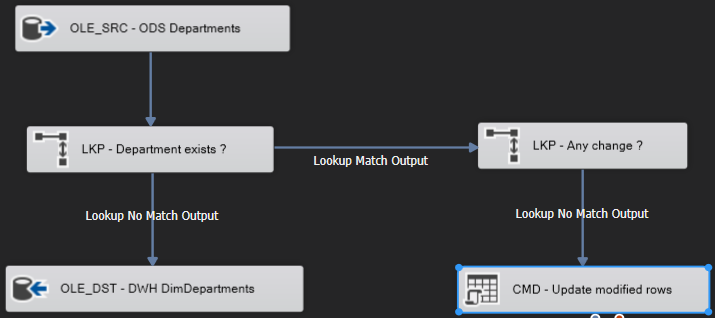 OLE_SRC - ODS Departments
LKP - Department exists ?
Lookup Match Output
LKP - Any change ?
Lookup No Match Output
Lookup No Match Output
OLE_DST - DWH DimDepartments
CMD - Update modified rows